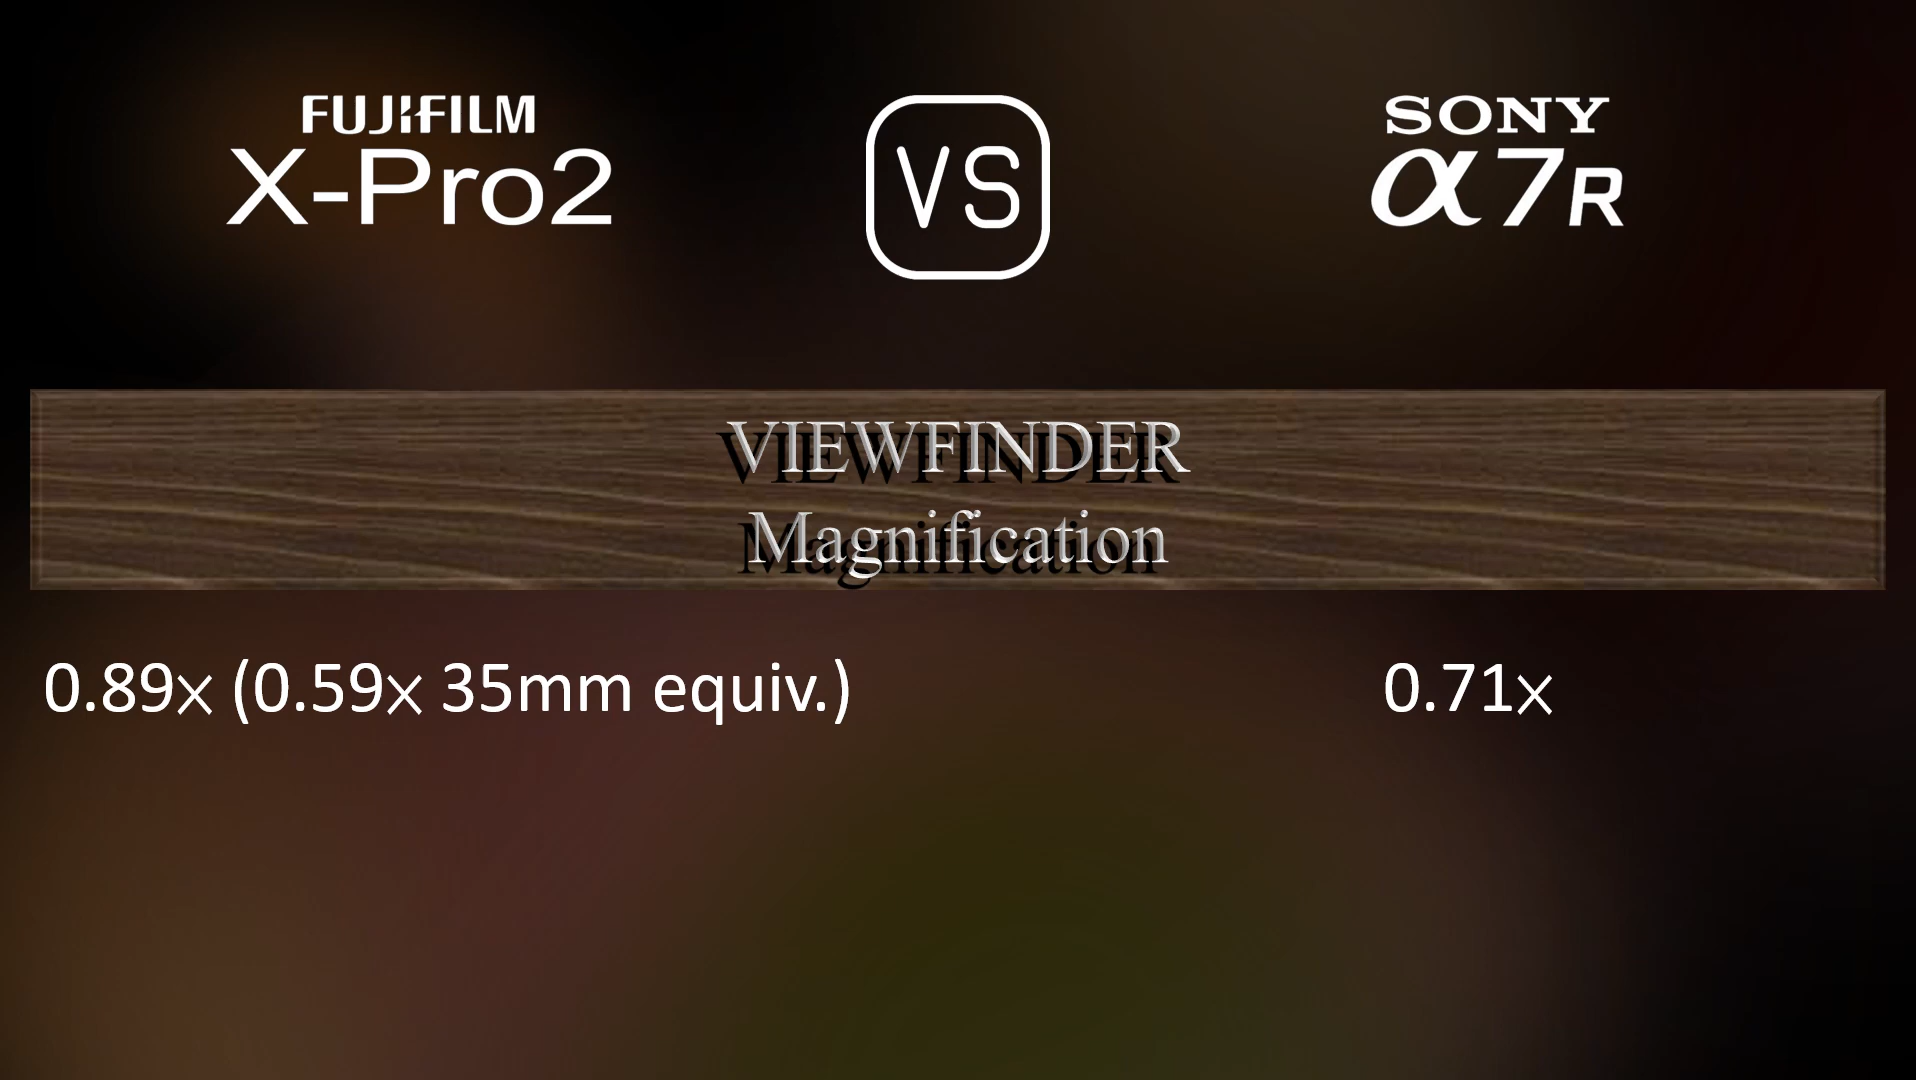 FUJIFILM
X-Pro2
VS
SONY
α7R
VIEWFINDER
Magnification
0.89x (0.59x 35mm equiv.)
0.71x